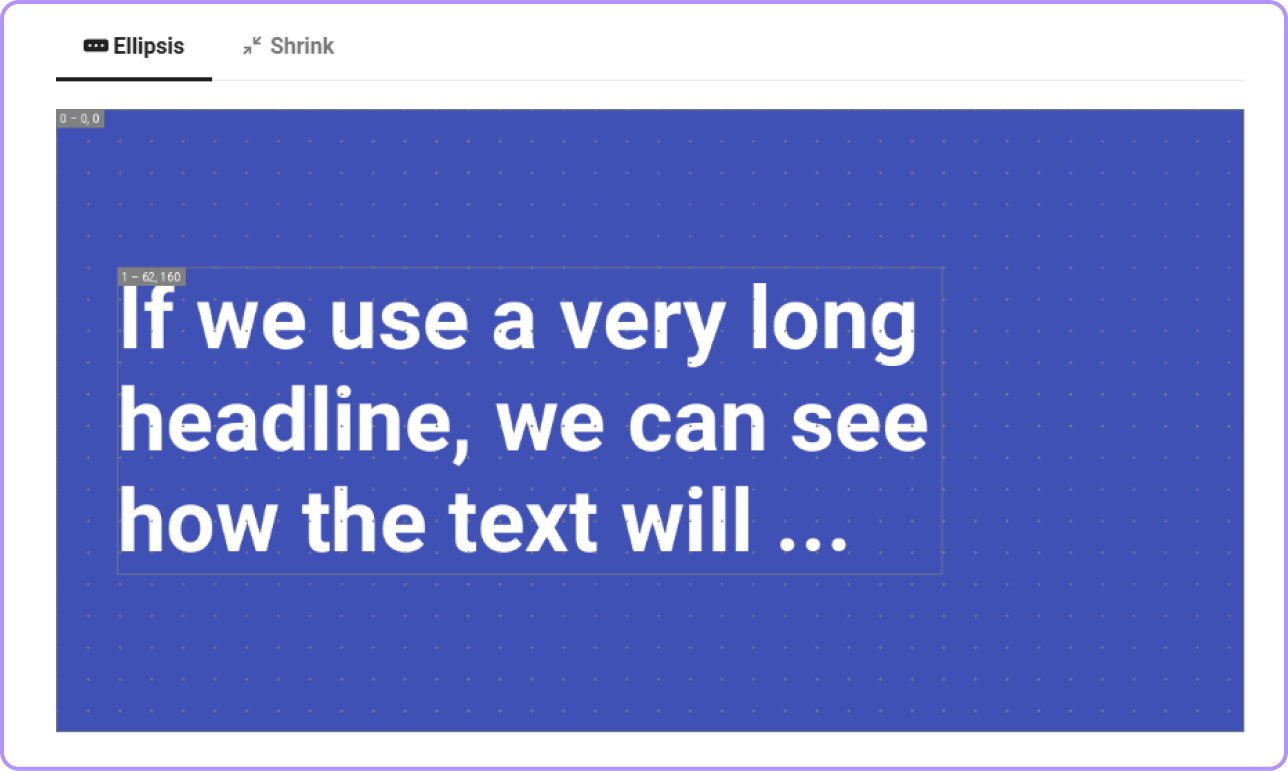 Ellipsis Shrink
0 – 0, 0
1 – 62, 160
If we use a very long
headline, we can see
how the text will ...